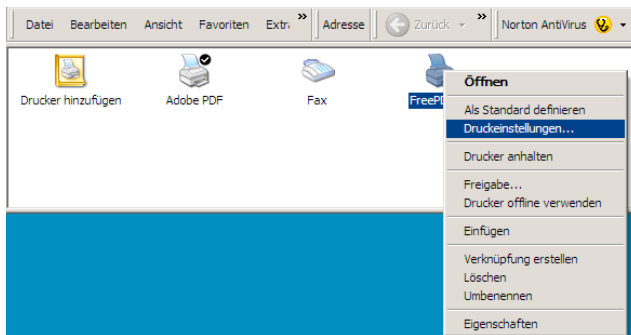 Datei Bearbeiten Ansicht Favoriten Extr. » Adresse Zurück » Norton AntiVirus
Drucker hinzufügen Adobe PDF Fax
Öffnen
Als Standard definieren
Druckeinstellungen...
Drucker anhalten
Freigabe...
Drucker offline verwenden
Einfügen
Verknüpfung erstellen
Löschen
Umbenennen
Eigenschaften